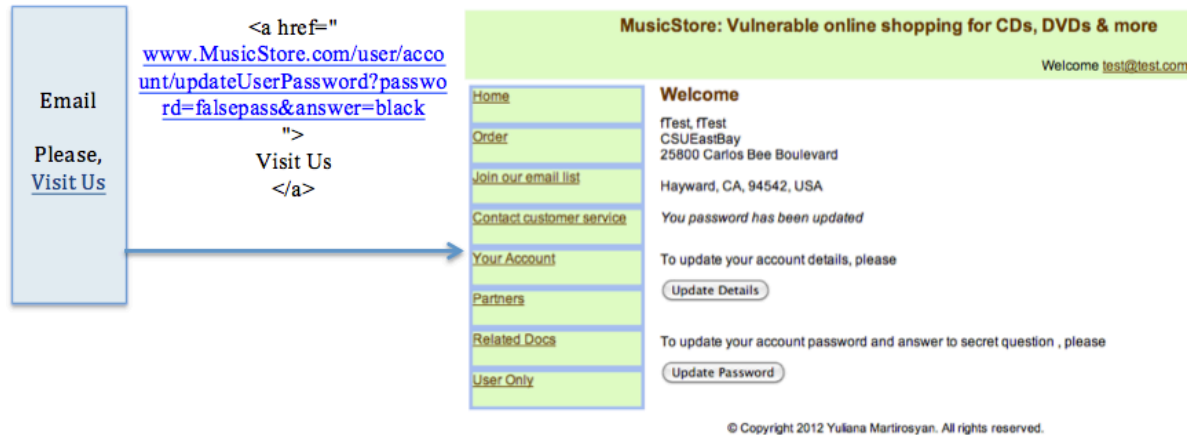 Email
Please,
Visit Us
<a href="
www.MusicStore.com/user/acco
unt/updateUserPassword?passwo
rd=falsepass&answer=black
">
Visit Us
</a>
MusicStore: Vulnerable online shopping for CDs, DVDs & more
Welcome test@test.com
Home
Order
Join our email list
Contact customer service
Your Account
Partners
Related Docs
User Only
Welcome
fTest, fTest
CSUEastBay
25800 Carlos Bee Boulevard
Hayward, CA, 94542, USA
You password has been updated
To update your account details, please
Update Details
To update your account password and answer to secret question , please
Update Password
© Copyright 2012 Yuliana Martirosyan. All rights reserved.